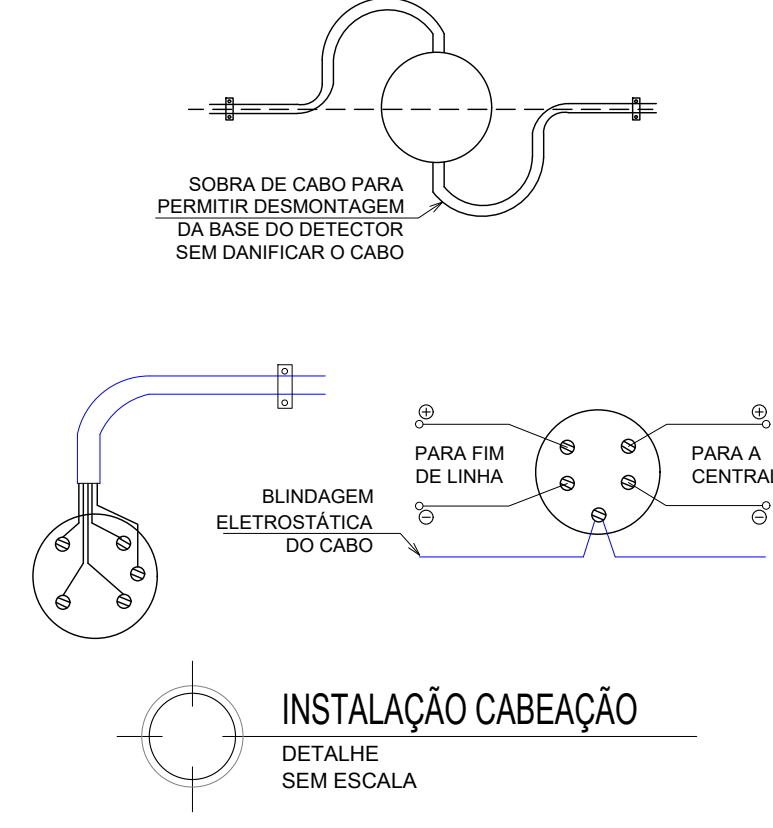 SOBRA DE CABO PARA
PERMITIR DESMONTAGEM
DA BASE DO DETECTOR
SEM DANIFICAR O CABO
+
+
PARA FIM
DE LINHA
PARA A
CENTRAL
-
-
BLINDAGEM
ELETROSTÁTICA
DO CABO
INSTALAÇÃO CABEAÇÃO
DETALHE
SEM ESCALA